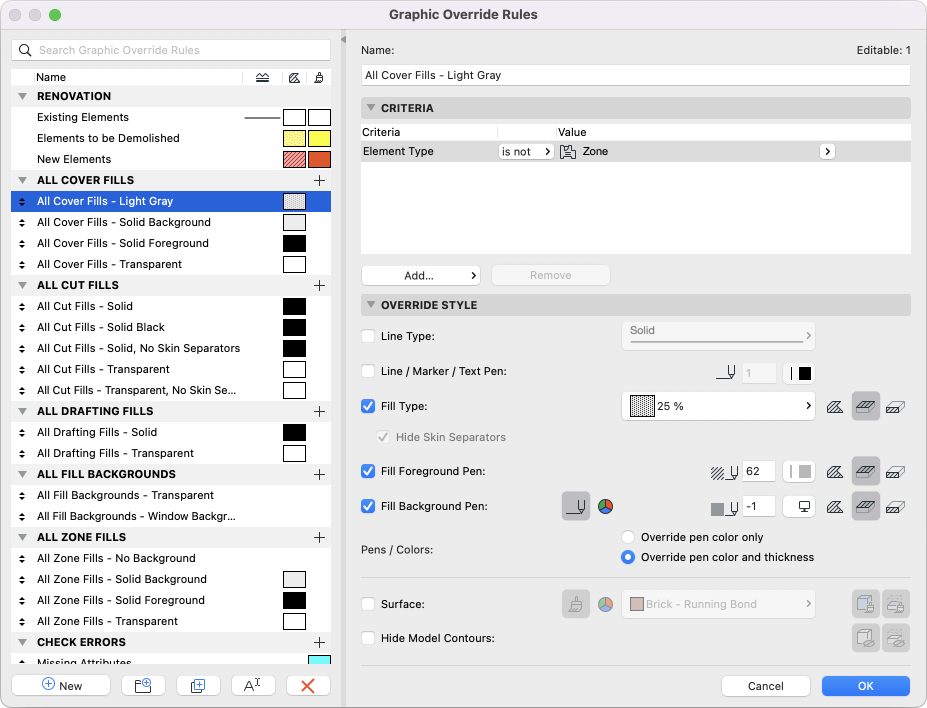 Graphic Override Rules
Search Graphic Override Rules
Name
RENOVATION
Existing Elements
Elements to be Demolished
New Elements
ALL COVER FILLS
All Cover Fills - Light Gray
All Cover Fills - Solid Background
All Cover Fills - Solid Foreground
All Cover Fills - Transparent
ALL CUT FILLS
All Cut Fills - Solid
All Cut Fills - Solid Black
All Cut Fills - Solid, No Skin Separators
All Cut Fills - Transparent
All Cut Fills - Transparent, No Skin Se...
ALL DRAFTING FILLS
All Drafting Fills - Solid
All Drafting Fills - Transparent
ALL FILL BACKGROUNDS
All Fill Backgrounds - Transparent
All Fill Backgrounds - Window Backgr...
ALL ZONE FILLS
All Zone Fills - No Background
All Zone Fills - Solid Background
All Zone Fills - Solid Foreground
All Zone Fills - Transparent
CHECK ERRORS
Missing Attributes
New
Name:
Editable: 1
All Cover Fills - Light Gray
CRITERIA
Criteria Value
Element Type is not Zone
Add... Remove
OVERRIDE STYLE
Line Type: Solid
Line / Marker / Text Pen: 1
Fill Type: 25 %
Hide Skin Separators
Fill Foreground Pen: 62
Fill Background Pen: -1
Pens / Colors:
Override pen color only
Override pen color and thickness
Surface: Brick - Running Bond
Hide Model Contours:
Cancel OK